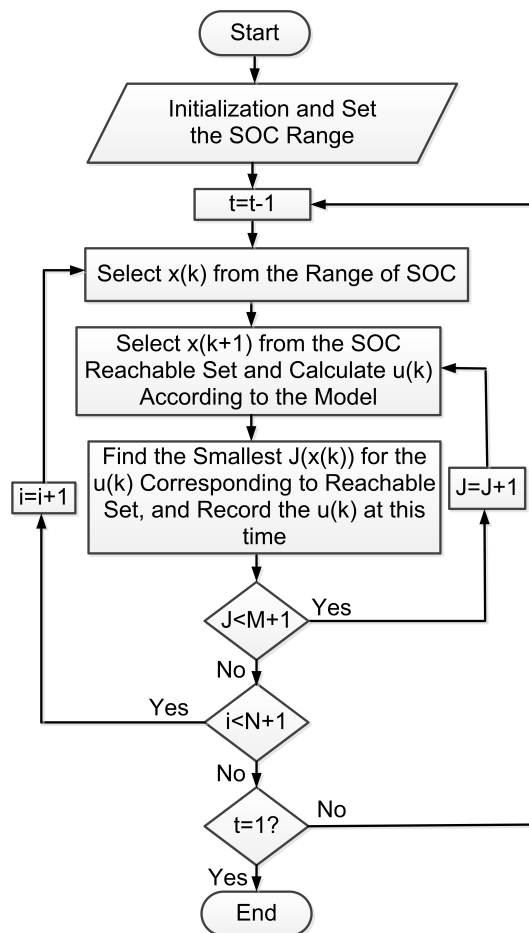 Start
Initialization and Set
the SOC Range
t=t-1
Select x(k) from the Range of SOC
Select x(k+1) from the SOC
Reachable Set and Calculate u(k)
According to the Model
Find the Smallest J(x(k)) for the
u(k) Corresponding to Reachable
Set, and Record the u(k) at this
time
i=i+1
J=J+1
J<M+1
Yes
No
i<N+1
Yes
No
t=1?
No
Yes
End